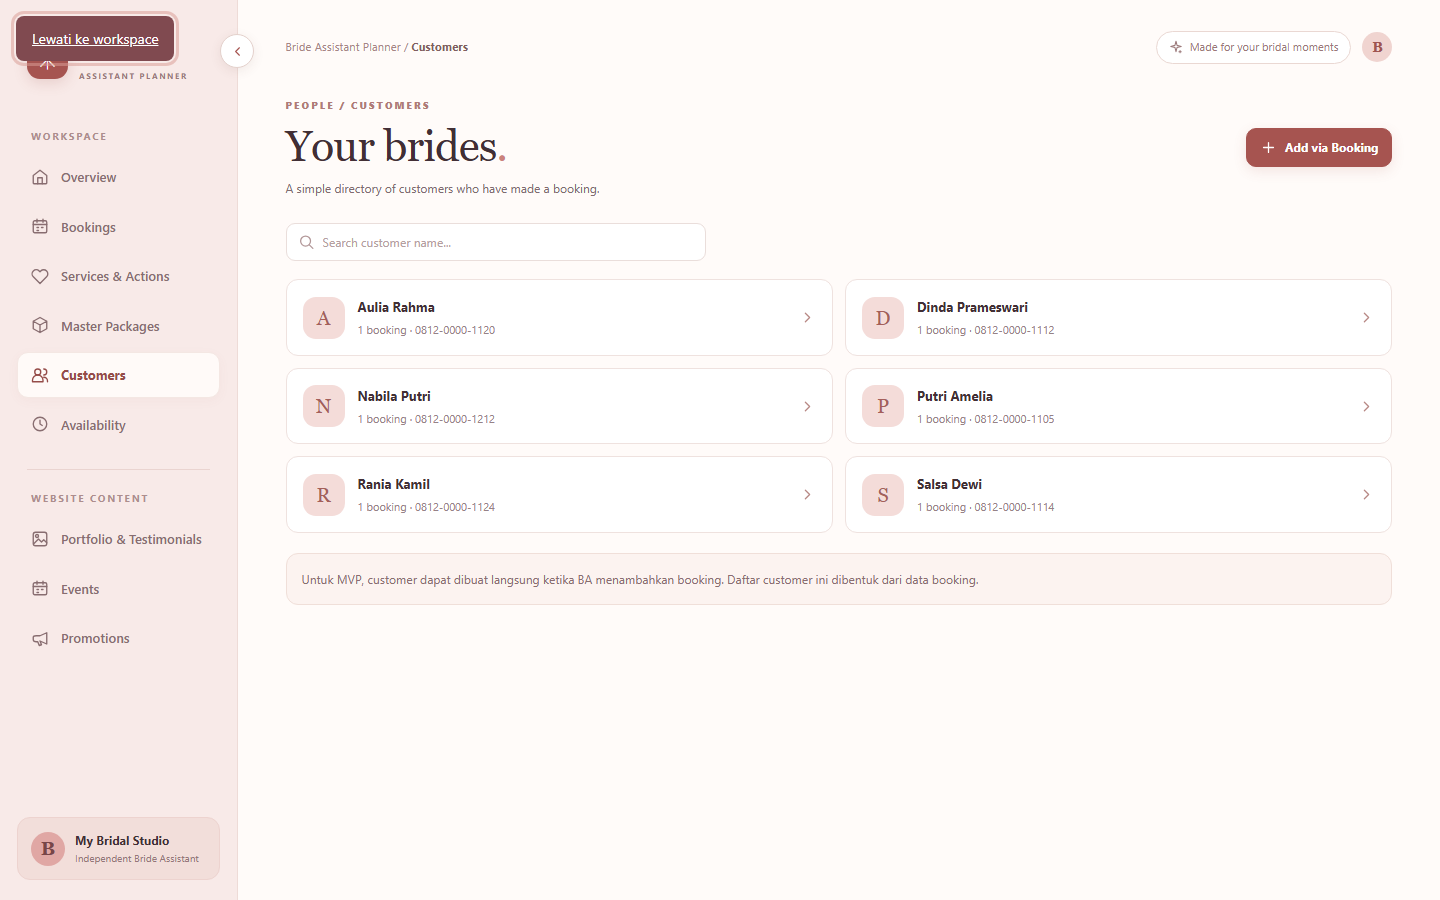 Lewati ke workspace
ASSISTANT PLANNER
WORKSPACE
Overview
Bookings
Services & Actions
Master Packages
Customers
Availability
WEBSITE CONTENT
Portfolio & Testimonials
Events
Promotions
B
My Bridal Studio
Independent Bride Assistant
Bride Assistant Planner / Customers
Made for your bridal moments
B
PEOPLE / CUSTOMERS
Your brides.
A simple directory of customers who have made a booking.
Add via Booking
Search customer name...
A
Aulia Rahma
1 booking · 0812-0000-1120
D
Dinda Prameswari
1 booking · 0812-0000-1112
N
Nabila Putri
1 booking · 0812-0000-1212
P
Putri Amelia
1 booking · 0812-0000-1105
R
Rania Kamil
1 booking · 0812-0000-1124
S
Salsa Dewi
1 booking · 0812-0000-1114
Untuk MVP, customer dapat dibuat langsung ketika BA menambahkan booking. Daftar customer ini dibentuk dari data booking.